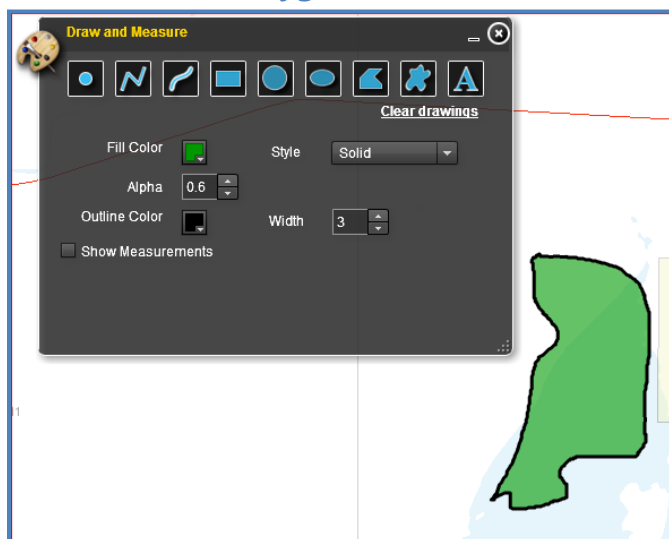 Draw and Measure
A
Clear drawings
Fill Color
Style
Solid
Alpha
0.6
Outline Color
Width
3
Show Measurements